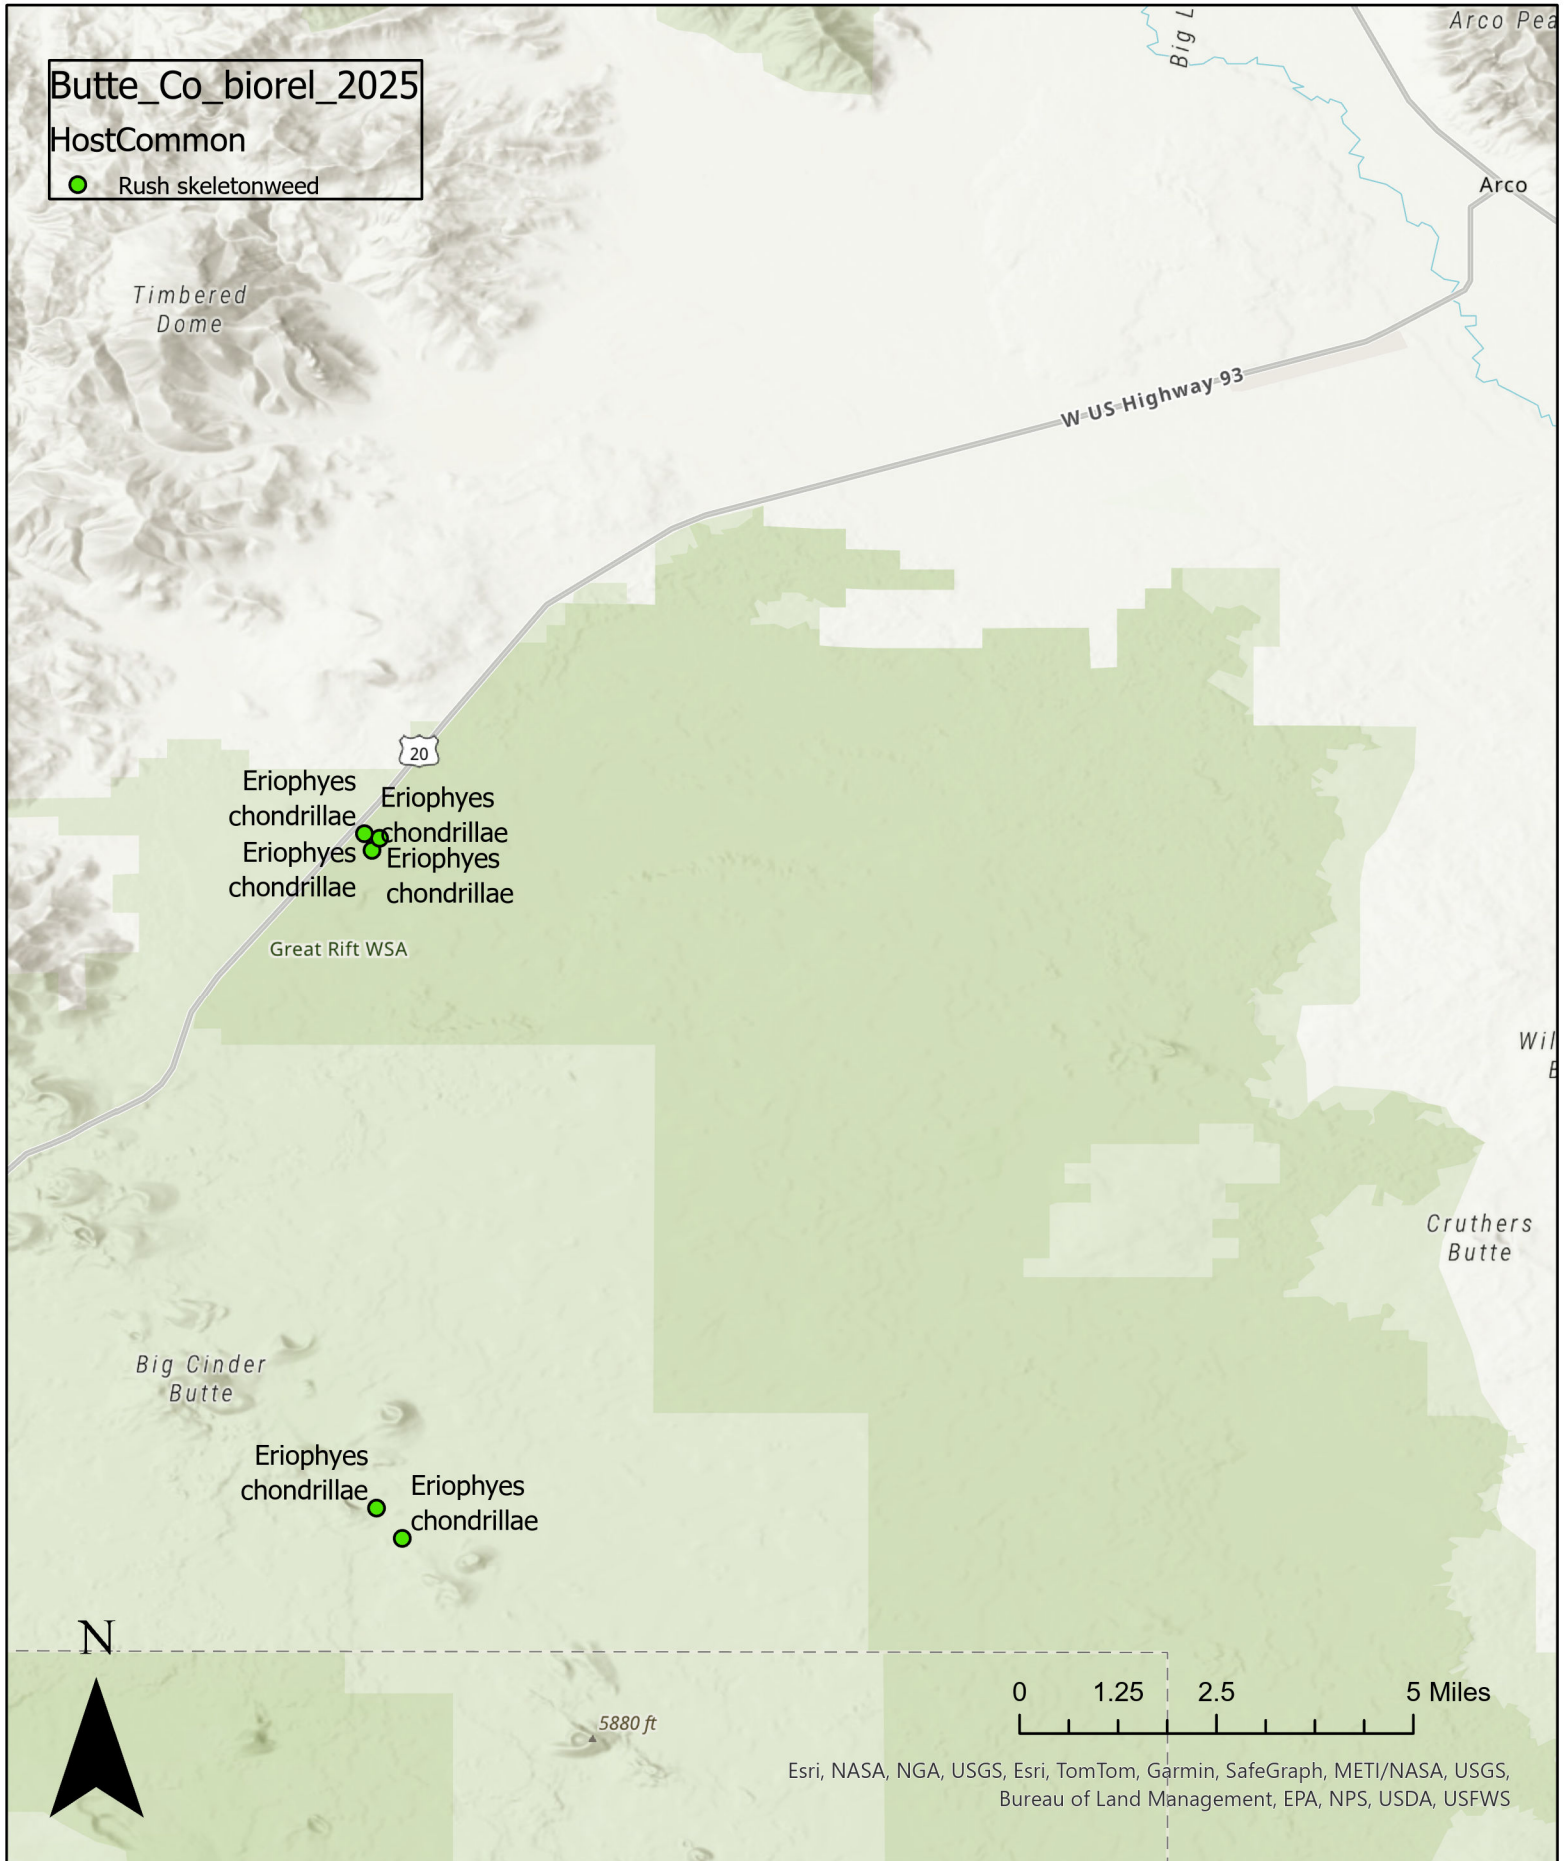 Big L
Arco Pea
Butte_Co_biorel_2025
HostCommon
Rush skeletonweed
Arco
Timbered
Dome
W US Highway 93
20
Eriophyes
chondrillae
Eriophyes
chondrillae
Eriophyes
chondrillae
Eriophyes
chondrillae
Great Rift WSA
Wil
B
Cruthers
Butte
Big Cinder
Butte
Eriophyes
chondrillae
Eriophyes
chondrillae
N
5880 ft
0 1.25 2.5 5 Miles
Esri, NASA, NGA, USGS, Esri, TomTom, Garmin, SafeGraph, METI/NASA, USGS,
Bureau of Land Management, EPA, NPS, USDA, USFWS